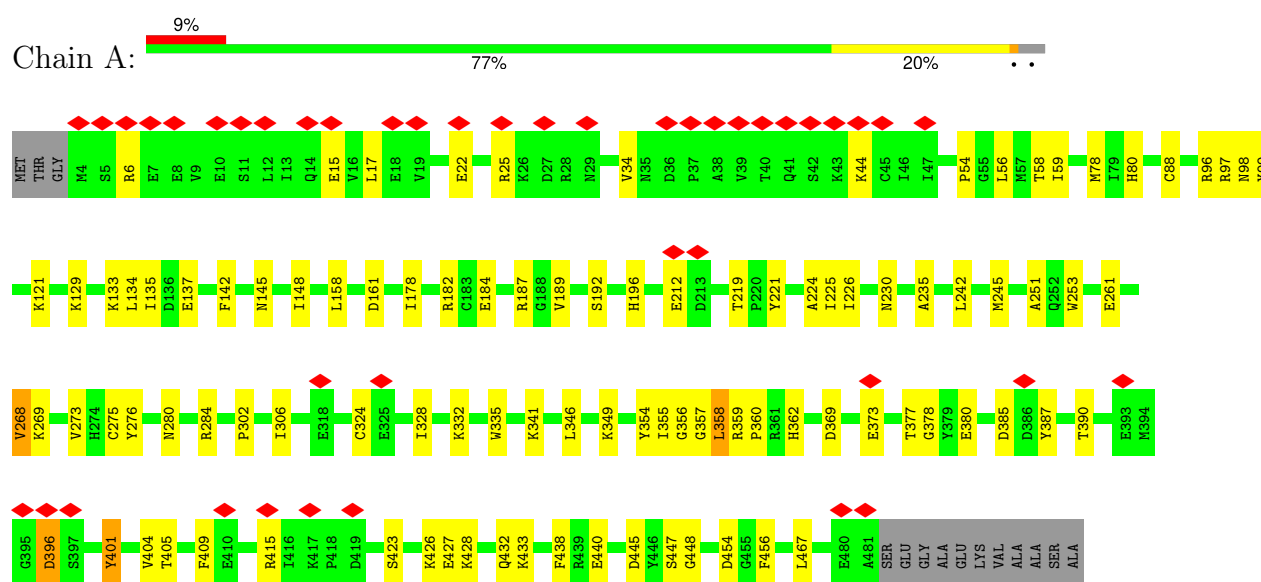 9%
Chain A:
77% 20% • •
MET THR GLY M4 S5 R6 E7 E8 V9 E10 S11 L12 I13 Q14 E15 V16 L17 E18 V19 E22 R25 K26 D27 R28 N29 V34 N35 D36 P37 A38 V39 T40 Q41 S42 K43 K44 C45 I46 I47 P54 G55 L56 M57 T58 I59 M78 I79 H80 C88 R96 R97 N98
K121 K129 K133 L134 I135 D136 E137 F142 N145 I148 L158 D161 I178 R182 C183 E184 R187 G188 V189 S192 H196 E212 D213 T219 P220 Y221 A224 I225 I226 N230 A235 L242 M245 A251 Q252 W253 E261
V268 K269 V273 H274 C275 Y276 N280 R284 P302 I306 E318 C324 E325 I328 K332 W335 K341 L346 K349 Y354 I355 G356 G357 L358 R359 P360 R361 H362 D369 E373 T377 G378 Y379 E380 D385 D386 Y387 T390 E393 M394
G395 D396 S397 Y401 V404 T405 F409 E410 R415 I416 K417 P418 D419 S423 K426 E427 K428 Q432 K433 F438 R439 E440 D445 Y446 S447 G448 D454 G455 F456 L467 E480 A481 SER GLU GLY ALA GLU LYS VAL ALA ALA SER ALA